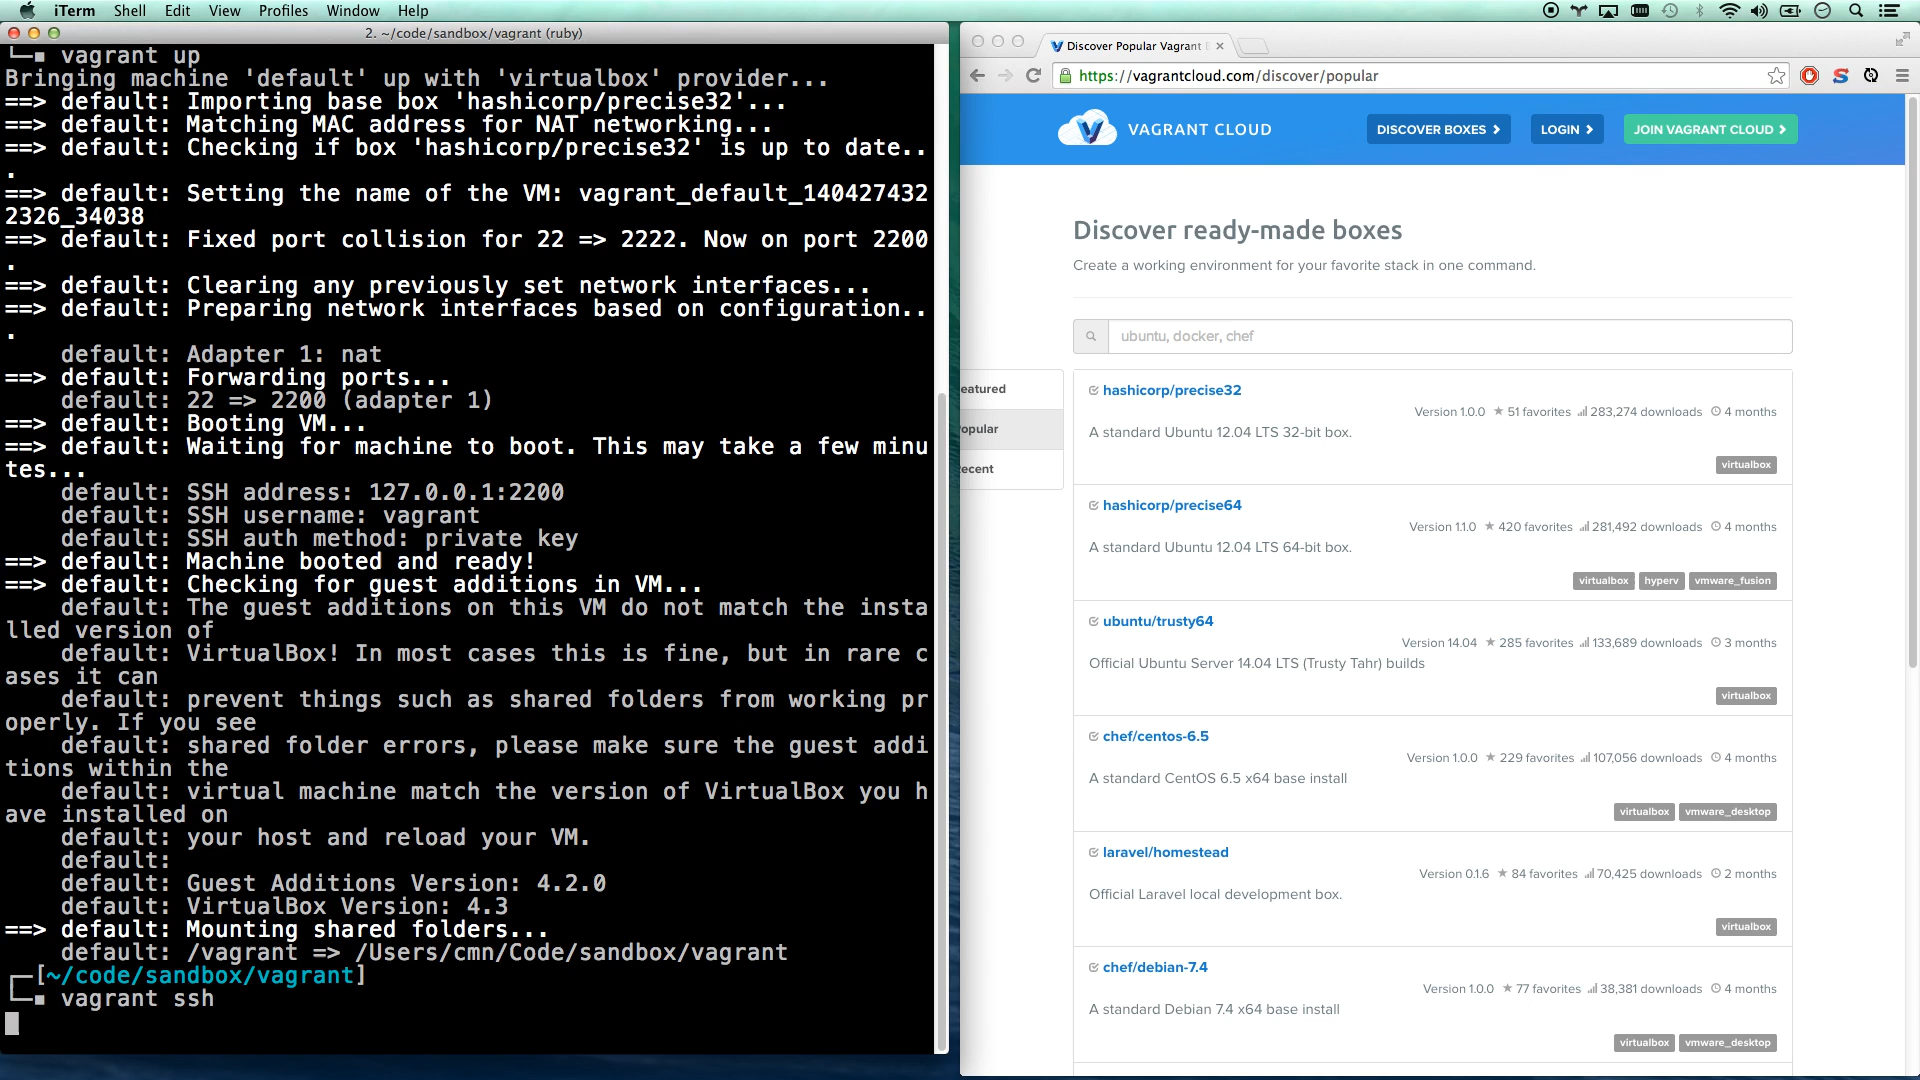 iTerm Shell Edit View Profiles Window Help
2. ~/code/sandbox/vagrant (ruby)
vagrant up
Bringing machine 'default' up with 'virtualbox' provider...
==> default: Importing base box 'hashicorp/precise32'...
==> default: Matching MAC address for NAT networking...
==> default: Checking if box 'hashicorp/precise32' is up to date..
.
==> default: Setting the name of the VM: vagrant_default_140427432
2326_34038
==> default: Fixed port collision for 22 => 2222. Now on port 2200
.
==> default: Clearing any previously set network interfaces...
==> default: Preparing network interfaces based on configuration..
.
default: Adapter 1: nat
==> default: Forwarding ports...
default: 22 => 2200 (adapter 1)
==> default: Booting VM...
==> default: Waiting for machine to boot. This may take a few minu
tes...
default: SSH address: 127.0.0.1:2200
default: SSH username: vagrant
default: SSH auth method: private key
==> default: Machine booted and ready!
==> default: Checking for guest additions in VM...
default: The guest additions on this VM do not match the insta
lled version of
default: VirtualBox! In most cases this is fine, but in rare c
ases it can
default: prevent things such as shared folders from working pr
operly. If you see
default: shared folder errors, please make sure the guest addi
tions within the
default: virtual machine match the version of VirtualBox you h
ave installed on
default: your host and reload your VM.
default:
default: Guest Additions Version: 4.2.0
default: VirtualBox Version: 4.3
==> default: Mounting shared folders...
default: /vagrant => /Users/cmn/Code/sandbox/vagrant
[~/code/sandbox/vagrant]
vagrant ssh
Discover Popular Vagrant
https://vagrantcloud.com/discover/popular
VAGRANT CLOUD DISCOVER BOXES LOGIN JOIN VAGRANT CLOUD
Discover ready-made boxes
Create a working environment for your favorite stack in one command.
ubuntu, docker, chef
eatured
opular
ecent
hashicorp/precise32
Version 1.0.0 ★ 51 favorites 283,274 downloads 4 months
A standard Ubuntu 12.04 LTS 32-bit box.
virtualbox
hashicorp/precise64
Version 1.1.0 ★ 420 favorites 281,492 downloads 4 months
A standard Ubuntu 12.04 LTS 64-bit box.
virtualbox hyperv vmware_fusion
ubuntu/trusty64
Version 14.04 ★ 285 favorites 133,689 downloads 3 months
Official Ubuntu Server 14.04 LTS (Trusty Tahr) builds
virtualbox
chef/centos-6.5
Version 1.0.0 ★ 229 favorites 107,056 downloads 4 months
A standard CentOS 6.5 x64 base install
virtualbox vmware_desktop
laravel/homestead
Version 0.1.6 ★ 84 favorites 70,425 downloads 2 months
Official Laravel local development box.
virtualbox
chef/debian-7.4
Version 1.0.0 ★ 77 favorites 38,381 downloads 4 months
A standard Debian 7.4 x64 base install
virtualbox vmware_desktop